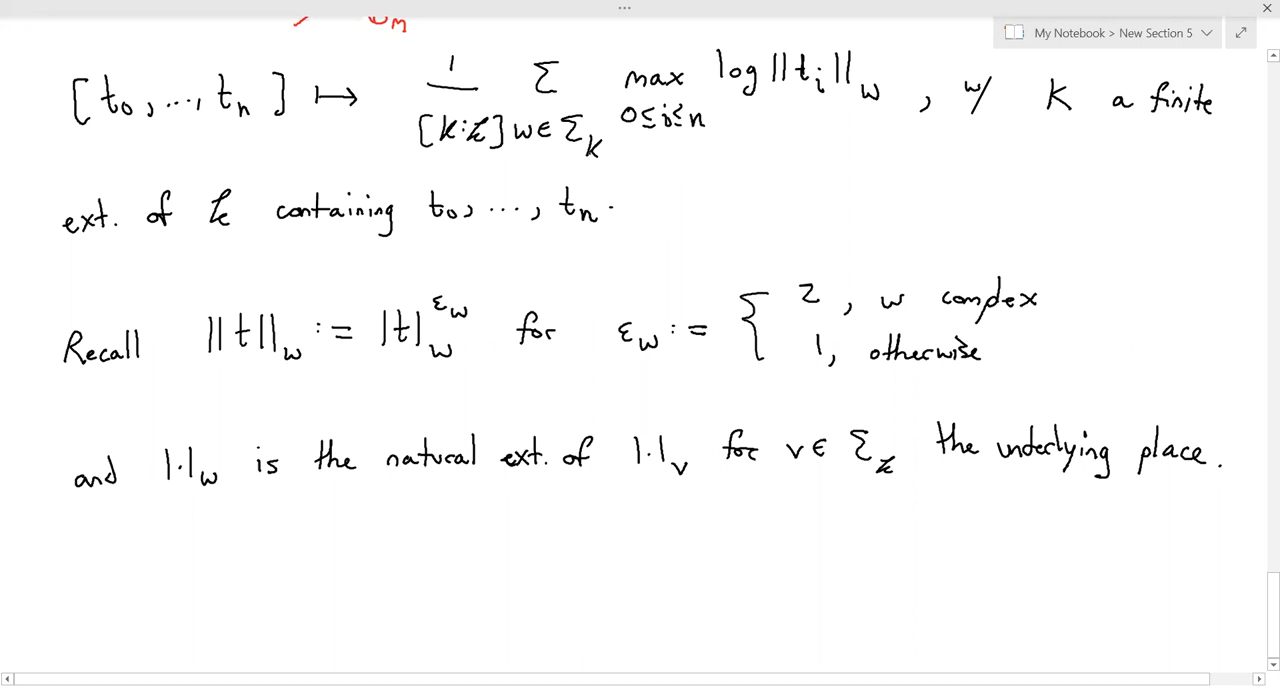 My Notebook > New Section 5
[t₀, ..., tₙ] ↦ 1/[K:k] Σ_{w∈Σ_K} max_{0≤i≤n} log ||t_i||_w , w/ K a finite
ext. of k containing t₀, ..., tₙ.
Recall ||t||_w := |t|_w^{ε_w} for ε_w := { 2, w complex
1, otherwise
and |·|_w is the natural ext. of |·|_v for v ∈ Σ_k the underlying place.